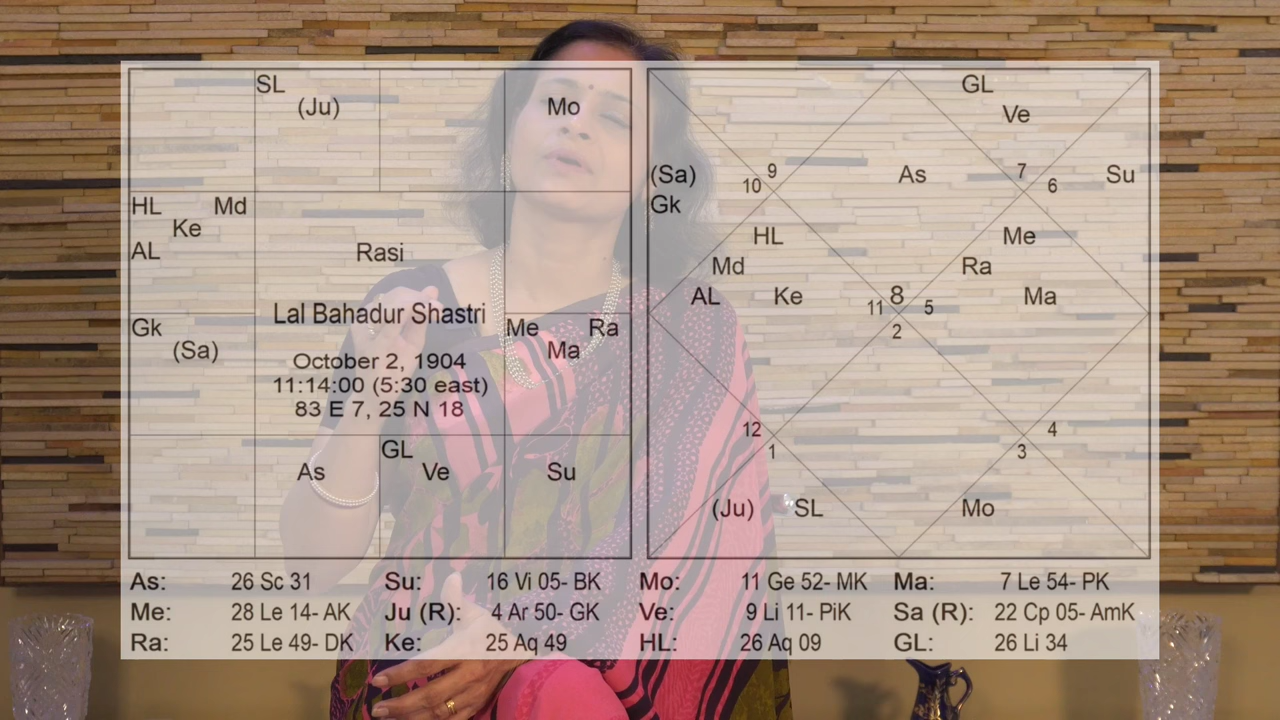 SL
(Ju)
Mo
HL Md
Ke
AL
Rasi
Gk
(Sa)
Lal Bahadur Shastri
October 2, 1904
11:14:00 (5:30 east)
83 E 7, 25 N 18
Me Ra
Ma
As
GL
Ve
Su
GL
Ve
(Sa)
Gk
9
10
As
7
6
Su
HL
Md
AL Ke
Me
Ra
Ma
11 8 5
2
12
1
4
3
(Ju) SL
Mo
As: 26 Sc 31 Su: 16 Vi 05- BK Mo: 11 Ge 52- MK Ma: 7 Le 54- PK
Me: 28 Le 14- AK Ju (R): 4 Ar 50- GK Ve: 9 Li 11- PiK Sa (R): 22 Cp 05- AmK
Ra: 25 Le 49- DK Ke: 25 Aq 49 HL: 26 Aq 09 GL: 26 Li 34